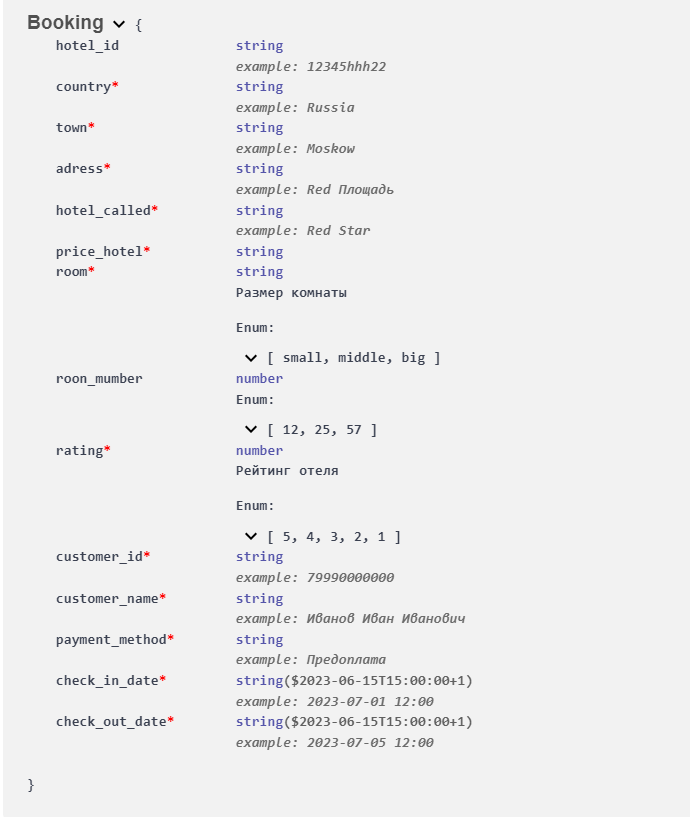 Booking {
hotel_id string
example: 12345hhh22
country* string
example: Russia
town* string
example: Moskow
adress* string
example: Red Площадь
hotel_called* string
example: Red Star
price_hotel* string
room* string
Размер комнаты
Enum:
[ small, middle, big ]
roon_mumber number
Enum:
[ 12, 25, 57 ]
rating* number
Рейтинг отеля
Enum:
[ 5, 4, 3, 2, 1 ]
customer_id* string
example: 79990000000
customer_name* string
example: Иванов Иван Иванович
payment_method* string
example: Предоплата
check_in_date* string($2023-06-15T15:00:00+1)
example: 2023-07-01 12:00
check_out_date* string($2023-06-15T15:00:00+1)
example: 2023-07-05 12:00
}